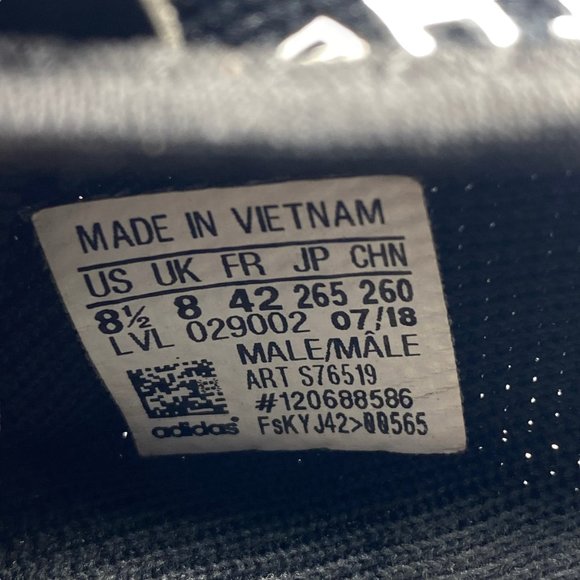 MADE IN VIETNAM
US UK FR JP CHN
8½ 8 42 265 260
LVL 029002 07/18
MALE/MÂLE
ART S76519
#120688586
adidas® FsKYJ42>00565